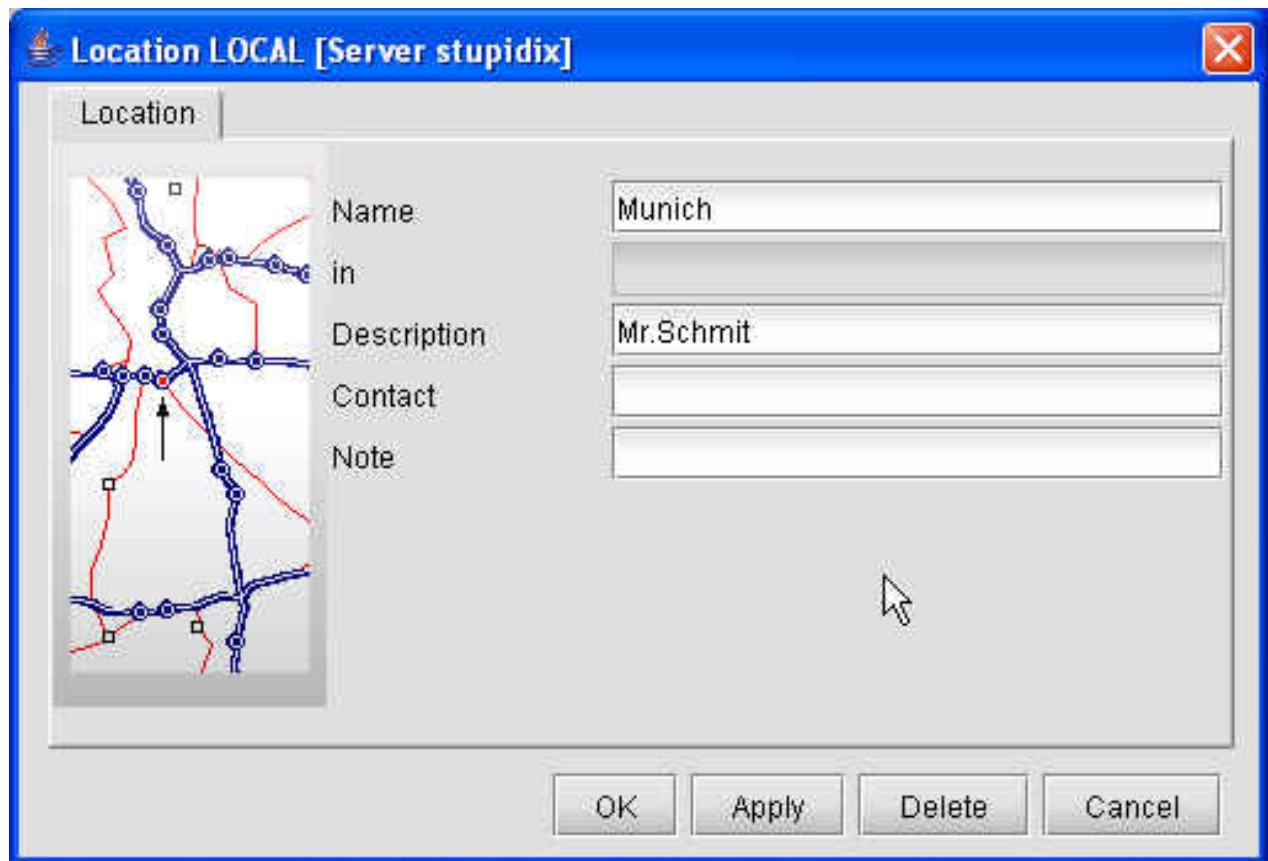 Location LOCAL [Server stupidix]
Location
Name Munich
in
Description Mr.Schmit
Contact
Note
OK Apply Delete Cancel